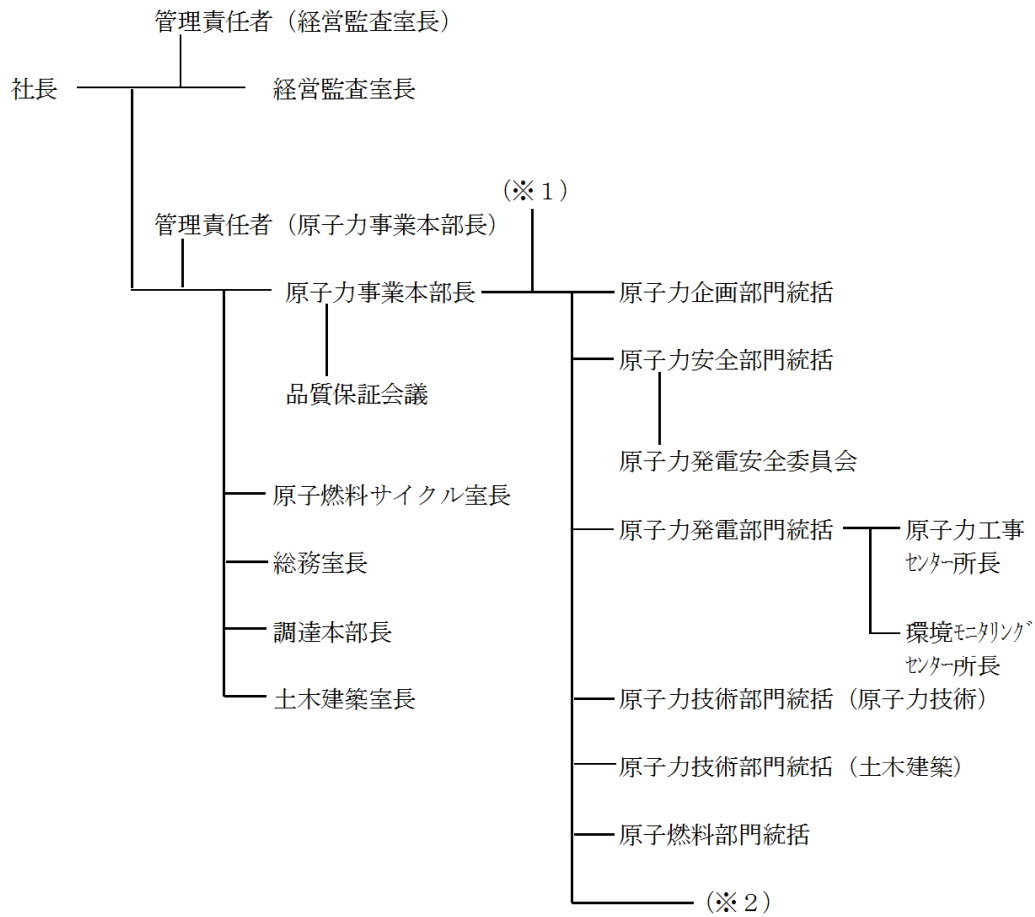 管理責任者（経営監査室長）
社長
経営監査室長
（※１）
管理責任者（原子力事業本部長）
原子力事業本部長
原子力企画部門統括
原子力安全部門統括
品質保証会議
原子力発電安全委員会
原子燃料サイクル室長
原子力発電部門統括
原子力工事
ｾﾝﾀｰ所長
総務室長
調達本部長
環境ﾓﾆﾀﾘﾝｸﾞ
ｾﾝﾀｰ所長
土木建築室長
原子力技術部門統括（原子力技術）
原子力技術部門統括（土木建築）
原子燃料部門統括
（※２）